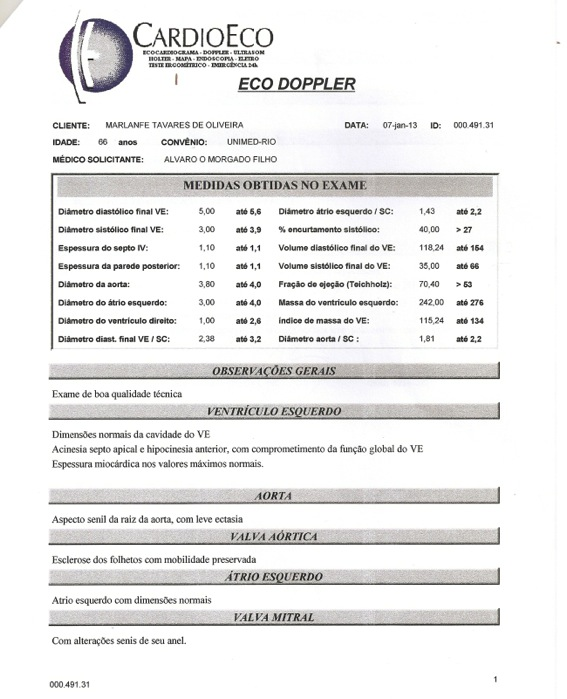 CARDIOECO
ECOCARDIOGRAMA - DOPPLER - ULTRASOM
HOLTER - MAPA - ENDOSCOPIA - ELETRO
TESTE ERGOMÉTRICO - EMERGÊNCIA 24h
ECO DOPPLER
CLIENTE: MARLANFE TAVARES DE OLIVEIRA DATA: 07-jan-13 ID: 000.491.31
IDADE: 66 anos CONVÊNIO: UNIMED-RIO
MÉDICO SOLICITANTE: ALVARO O MORGADO FILHO
MEDIDAS OBTIDAS NO EXAME
Diâmetro diastólico final VE: 5,00 até 5,6 Diâmetro átrio esquerdo / SC: 1,43 até 2,2
Diâmetro sistólico final VE: 3,00 até 3,9 % encurtamento sistólico: 40,00 > 27
Espessura do septo IV: 1,10 até 1,1 Volume diastólico final do VE: 118,24 até 154
Espessura da parede posterior: 1,10 até 1,1 Volume sistólico final do VE: 35,00 até 66
Diâmetro da aorta: 3,80 até 4,0 Fração de ejeção (Teichholz): 70,40 > 53
Diâmetro do átrio esquerdo: 3,00 até 4,0 Massa do ventrículo esquerdo: 242,00 até 276
Diâmetro do ventrículo direito: 1,00 até 2,6 índice de massa do VE: 115,24 até 134
Diâmetro diast. final VE / SC: 2,38 até 3,2 Diâmetro aorta / SC : 1,81 até 2,2
OBSERVAÇÕES GERAIS
Exame de boa qualidade técnica
VENTRÍCULO ESQUERDO
Dimensões normais da cavidade do VE
Acinesia septo apical e hipocinesia anterior, com comprometimento da função global do VE
Espessura miocárdica nos valores máximos normais.
AORTA
Aspecto senil da raiz da aorta, com leve ectasia
VALVA AÓRTICA
Esclerose dos folhetos com mobilidade preservada
ÁTRIO ESQUERDO
Atrio esquerdo com dimensões normais
VALVA MITRAL
Com alterações senis de seu anel.
1
000.491.31